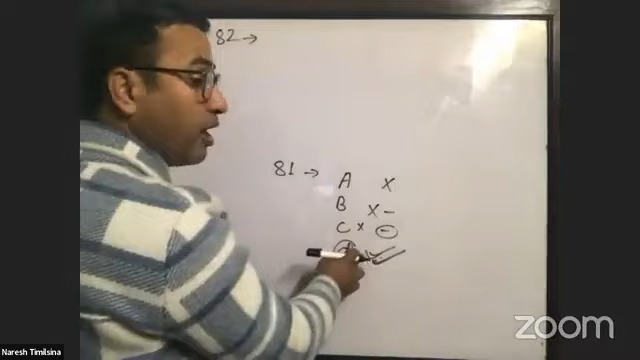 82 →
81 → A ×
B × -
C × -
zoom
Naresh Timilsina